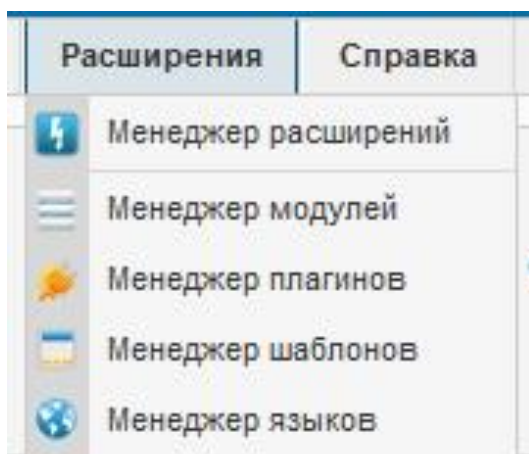 Расширения Справка
Менеджер расширений
Менеджер модулей
Менеджер плагинов
Менеджер шаблонов
Менеджер языков